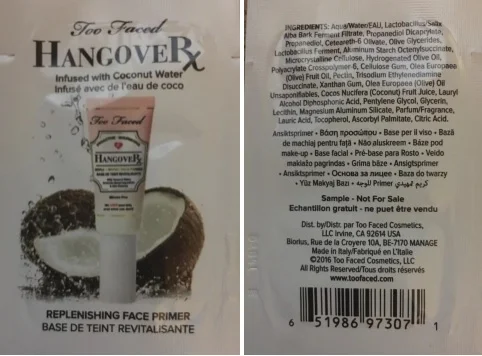 Too Faced
HANGOVERx
Infused with Coconut Water
Infusé avec de l'eau de coco
Too Faced
HANGOVERx
REPLENISHING FACE PRIMER
BASE DE TEINT REVITALISANTE
INGREDIENTS: Aqua/Water/EAU, Lactobacillus/Salix
Alba Bark Ferment Filtrate, Propanediol Dicaprylate,
Propanediol, Ceteareth-6 Olivate, Olive Glycerides,
Lactobacillus Ferment, Aluminum Starch Octenylsuccinate,
Microcrystalline Cellulose, Hydrogenated Olive Oil,
Polyacrylate Crosspolymer-6, Cellulose Gum, Olea Europaea
(Olive) Fruit Oil, Pectin, Trisodium Ethylenediamine
Disuccinate, Xanthan Gum, Olea Europaea (Olive) Oil
Unsaponifiables, Cocos Nucifera (Coconut) Fruit Juice, Lauryl
Alcohol Diphosphonic Acid, Pentylene Glycol, Glycerin,
Lecithin, Magnesium Aluminum Silicate, Parfum/Fragrance,
Lauric Acid, Tocopherol, Ascorbyl Palmitate, Citric Acid.
Ansiktsprimer • Βάση προσώπου • Base per il viso • Bază
de machiaj pentru față • Não aluskreem • Báze pod
make-up • Base facial • Pré-base para Rosto • Veido
makiažo pagrindas • Grima bāze • Ansigtsprimer
• Ansiktsprimer • Основа за лице • Baza do twarzy
• Yüz Makyaj Bazı • كريم تمهيدي للوجه Primer
Sample - Not For Sale
Echantillon gratuit - ne peut être vendu
Dist. by/Distr. par Too Faced Cosmetics,
LLC Irvine, CA 92614 USA
Biorius, Rue de la Croyere 10A, BE-7170 MANAGE
Made in Italy/Fabriqué en L'Italie
©2016 Too Faced Cosmetics, LLC
All Rights Reserved/Tous droits réservés
www.toofaced.com
6 51986 97307 1